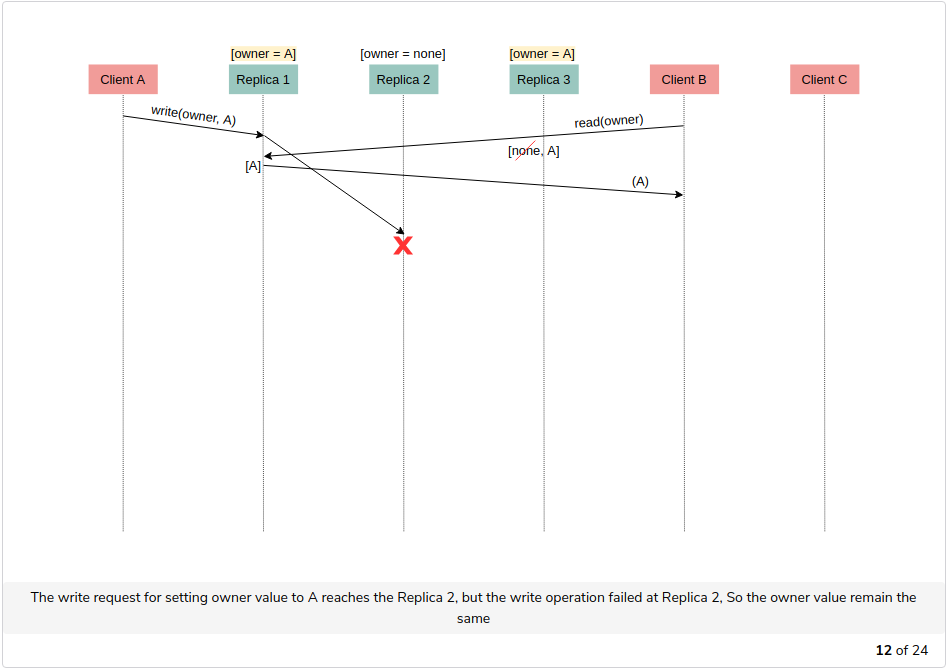 [owner = A] [owner = none] [owner = A]
Client A Replica 1 Replica 2 Replica 3 Client B Client C
write(owner, A)
read(owner)
[none, A]
[A]
(A)
X
The write request for setting owner value to A reaches the Replica 2, but the write operation failed at Replica 2, So the owner value remain the
same
12 of 24